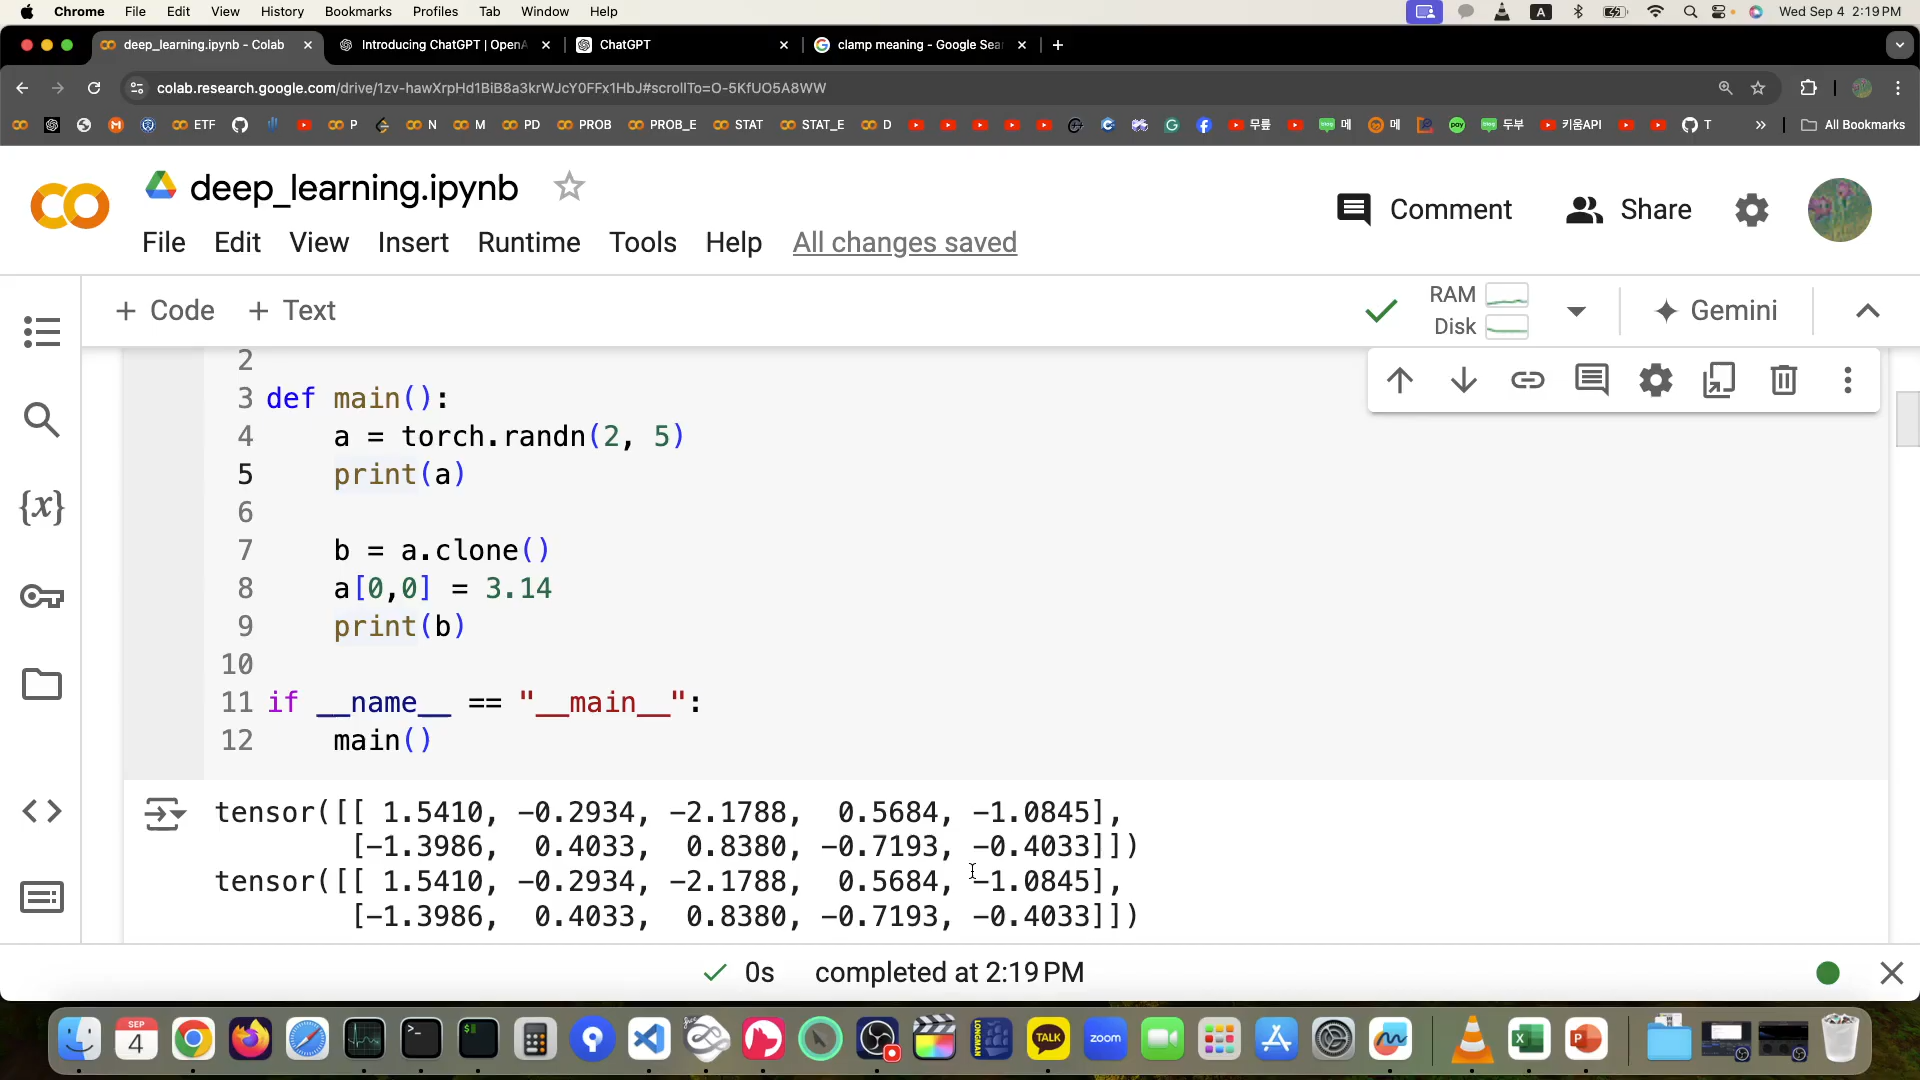 Chrome File Edit View History Bookmarks Profiles Tab Window Help
A
Wed Sep 4 2:19 PM
deep_learning.ipynb - Colab
Introducing ChatGPT | OpenA
ChatGPT
clamp meaning - Google Sea
colab.research.google.com/drive/1zv-hawXrpHd1BiB8a3krWJcY0FFx1HbJ#scrollTo=O-5KfUO5A8WW
ETF P N M PD PROB PROB_E STAT STAT_E D 무릎 메 메 두부 키움API T All Bookmarks
deep_learning.ipynb
Comment
Share
File Edit View Insert Runtime Tools Help All changes saved
+ Code + Text
RAM
Disk
Gemini
2
3 def main():
4 a = torch.randn(2, 5)
5 print(a)
6
7 b = a.clone()
8 a[0,0] = 3.14
9 print(b)
10
11 if __name__ == "__main__":
12 main()
tensor([[ 1.5410, -0.2934, -2.1788, 0.5684, -1.0845],
[-1.3986, 0.4033, 0.8380, -0.7193, -0.4033]])
tensor([[ 1.5410, -0.2934, -2.1788, 0.5684, -1.0845],
[-1.3986, 0.4033, 0.8380, -0.7193, -0.4033]])
0s completed at 2:19 PM
SEP
4
LONGMAN
TALK
zoom